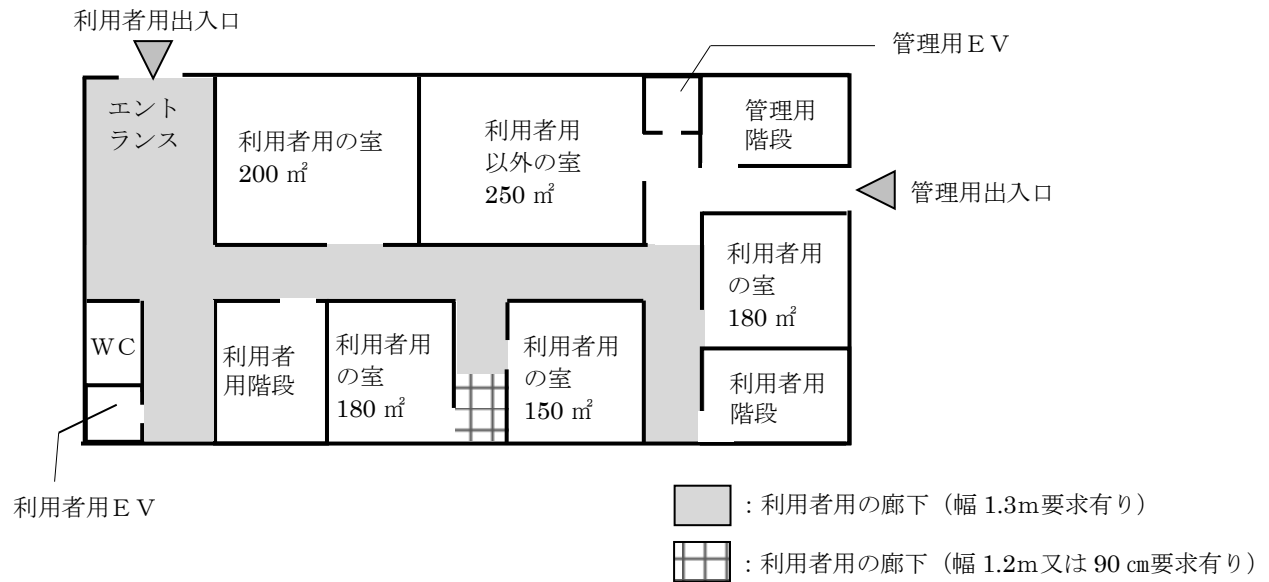 利用者用出入口
管理用ＥＶ
エント
ランス
利用者用の室
200 ㎡
利用者用
以外の室
250 ㎡
管理用
階段
管理用出入口
利用者用
の室
180 ㎡
ＷＣ
利用者
用階段
利用者用
の室
180 ㎡
利用者用
の室
150 ㎡
利用者用
階段
利用者用ＥＶ
：利用者用の廊下（幅 1.3ｍ要求有り）
：利用者用の廊下（幅 1.2ｍ又は 90 ㎝要求有り）